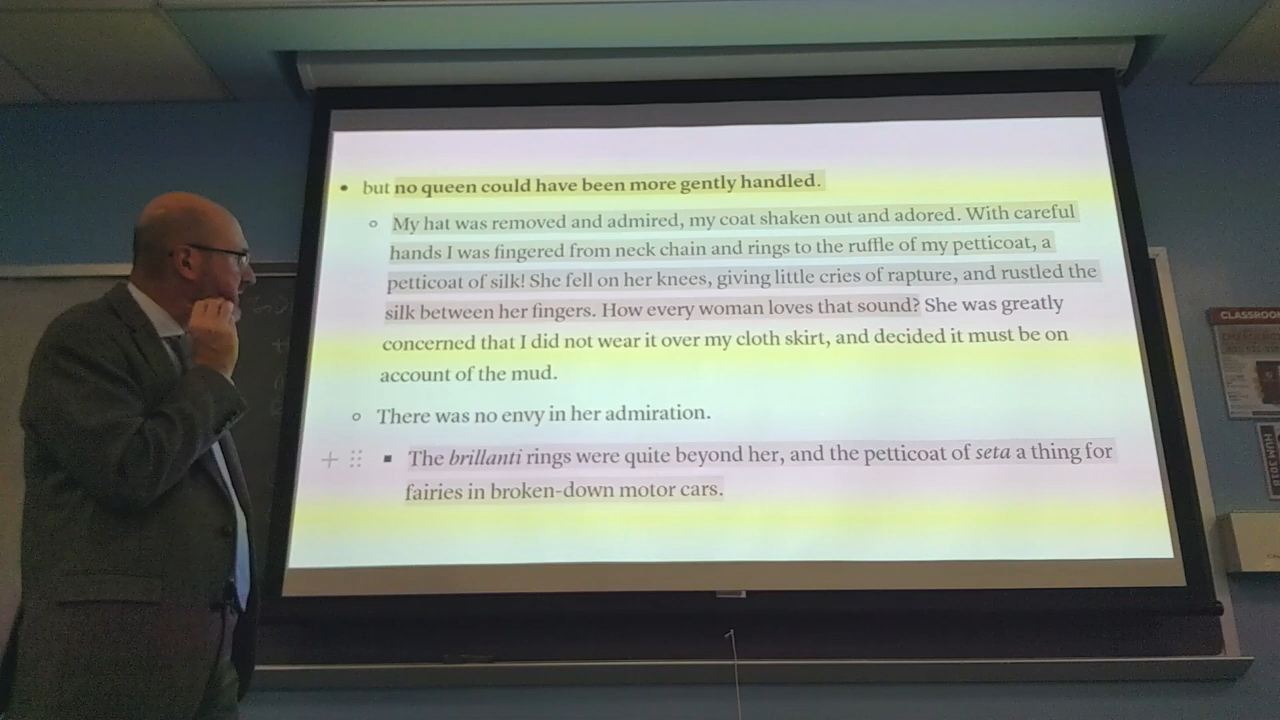 but no queen could have been more gently handled.
My hat was removed and admired, my coat shaken out and adored. With careful
hands I was fingered from neck chain and rings to the ruffle of my petticoat, a
petticoat of silk! She fell on her knees, giving little cries of rapture, and rustled the
silk between her fingers. How every woman loves that sound? She was greatly
concerned that I did not wear it over my cloth skirt, and decided it must be on
account of the mud.
There was no envy in her admiration.
The brillanti rings were quite beyond her, and the petticoat of seta a thing for
fairies in broken-down motor cars.
CLASSROO